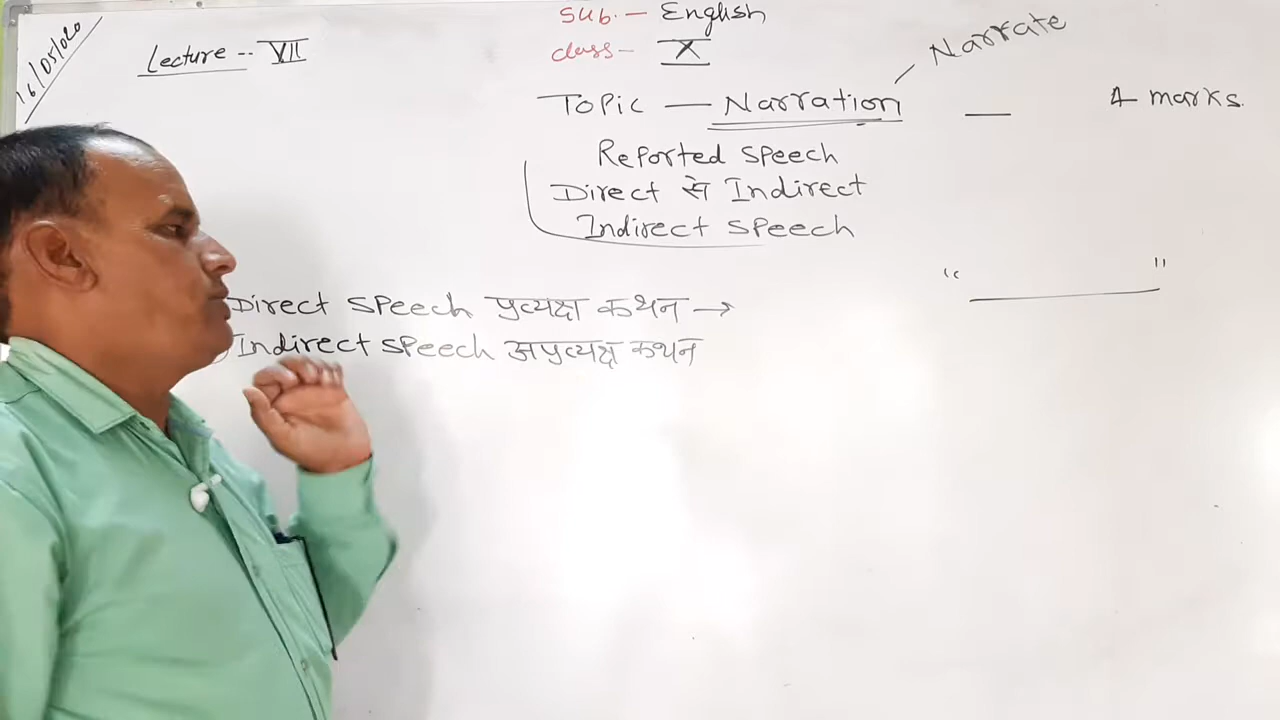 16/05/020
Lecture -- VII
Sub. — English
Class — X
Narrate
Topic — Narration — 4 marks.
Reported Speech
Direct से Indirect
Indirect Speech
“ ”
Direct Speech प्रत्यक्ष कथन →
Indirect Speech अप्रत्यक्ष कथन